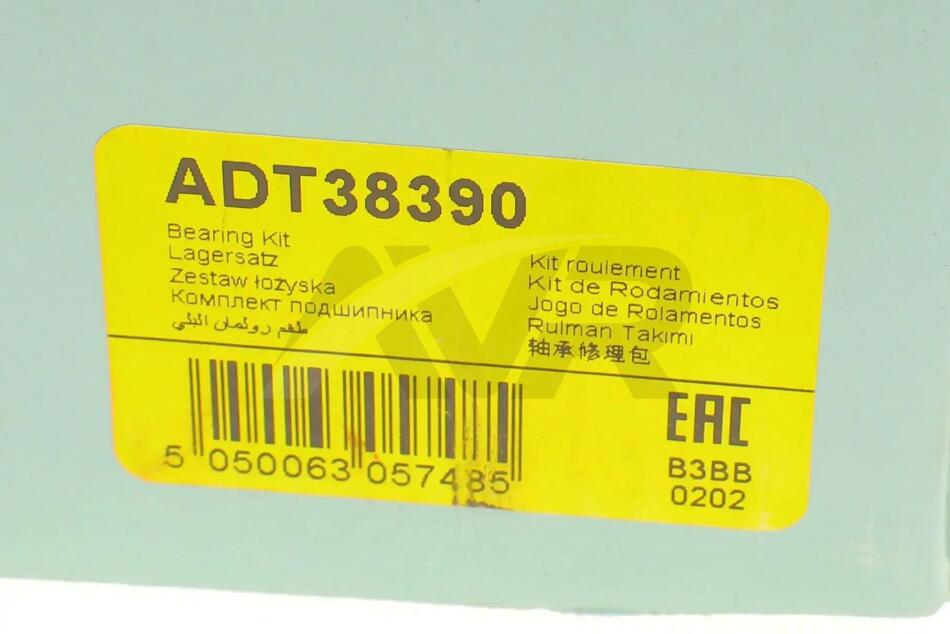 ADT38390
Bearing Kit
Lagersatz
Zestaw łożyska
Комплект подшипника
طقم رولمان البلي
Kit roulement
Kit de Rodamientos
Jogo de Rolamentos
Rulman Takımı
轴承修理包
5 050063 057485
EAC
B3BB
0202